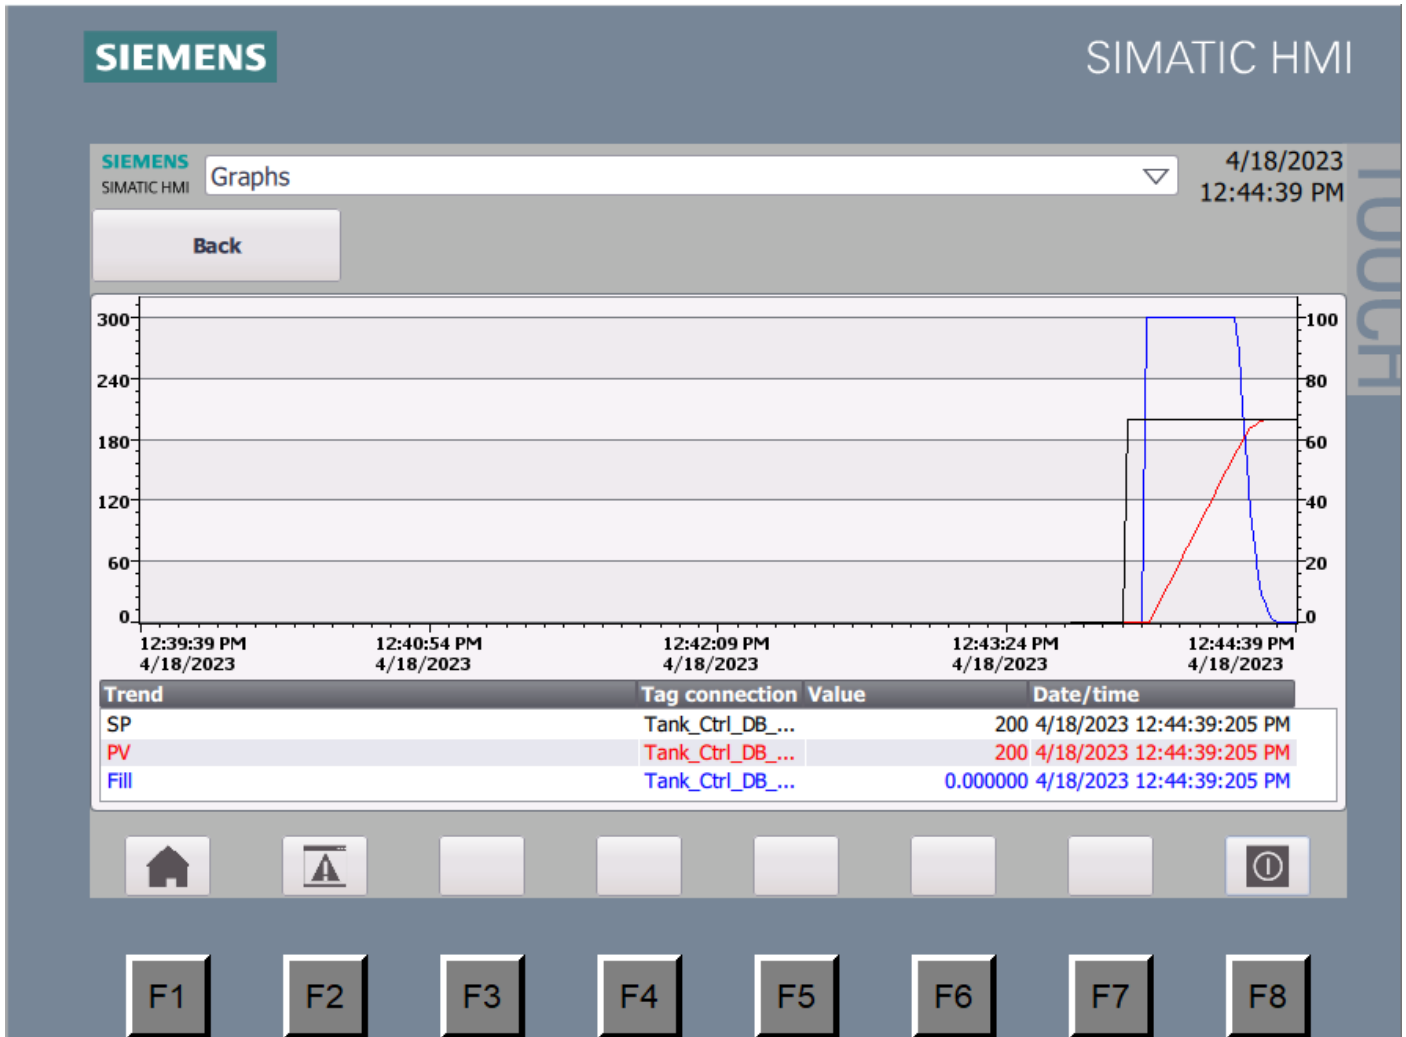 SIEMENS
SIMATIC HMI
SIEMENS
SIMATIC HMI
Graphs
4/18/2023
12:44:39 PM
TOUCH
Back
300
240
180
120
60
0
100
80
60
40
20
0
12:39:39 PM 12:40:54 PM 12:42:09 PM 12:43:24 PM 12:44:39 PM
4/18/2023 4/18/2023 4/18/2023 4/18/2023 4/18/2023
Trend Tag connection Value Date/time
SP Tank_Ctrl_DB_... 200 4/18/2023 12:44:39:205 PM
PV Tank_Ctrl_DB_... 200 4/18/2023 12:44:39:205 PM
Fill Tank_Ctrl_DB_... 0.000000 4/18/2023 12:44:39:205 PM
F1 F2 F3 F4 F5 F6 F7 F8